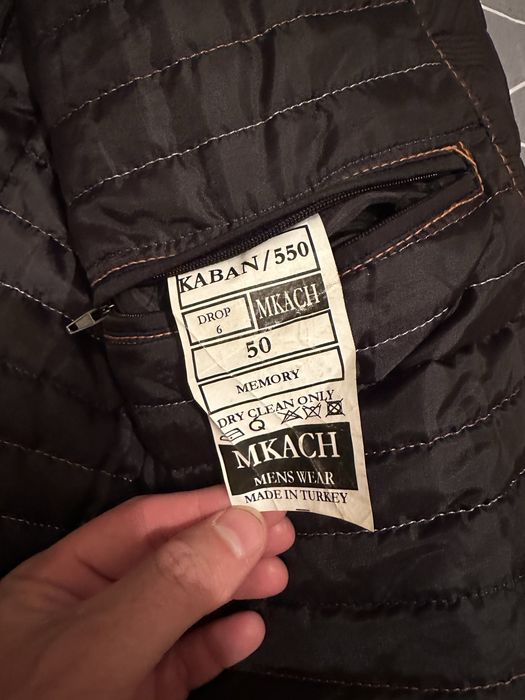 KABAN/550
DROP
6
MKACH
50
MEMORY
DRY CLEAN ONLY
MKACH
MENS WEAR
MADE IN TURKEY